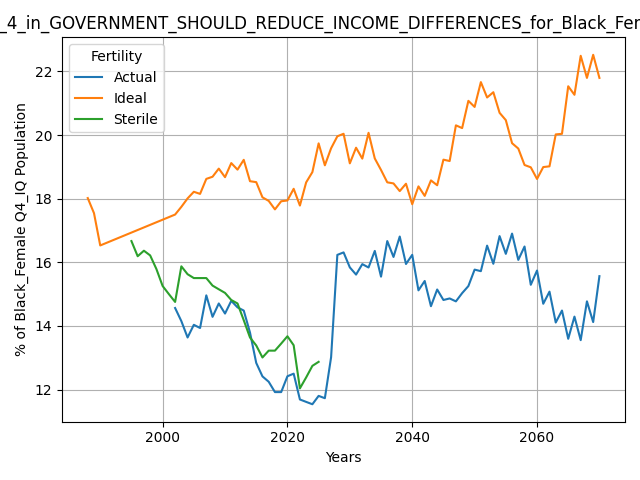 _4_in_GOVERNMENT_SHOULD_REDUCE_INCOME_DIFFERENCES_for_Black_Fe
Fertility
Actual
Ideal
Sterile
% of Black_Female Q4_IQ Population
22
20
18
16
14
12
2000
2020
2040
2060
Years